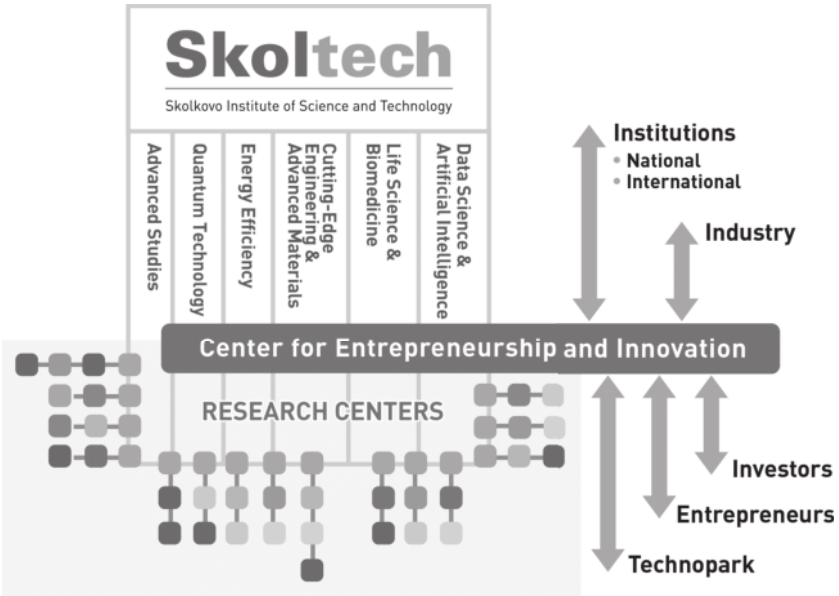 Skoltech
Skolkovo Institute of Science and Technology
Advanced Studies
Quantum Technology
Energy Efficiency
Cutting-Edge
Engineering &
Advanced Materials
Life Science &
Biomedicine
Data Science &
Artificial Intelligence
Institutions
• National
• International
Industry
Center for Entrepreneurship and Innovation
RESEARCH CENTERS
Investors
Entrepreneurs
Technopark